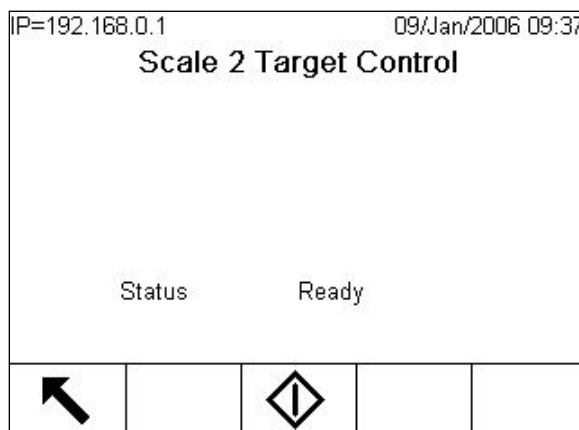 IP=192.168.0.1 09/Jan/2006 09:37
Scale 2 Target Control
Status Ready